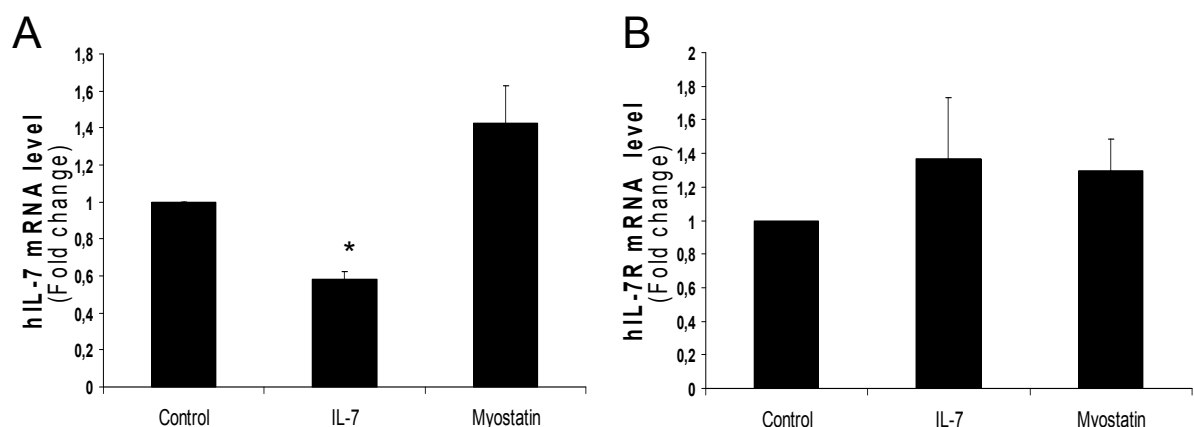 A
hIL-7 mRNA level
(Fold change)
1,8
1,6
1,4
1,2
1
0,8
0,6
0,4
0,2
0
*
Control IL-7 Myostatin
B
hIL-7R mRNA level
(Fold change)
2
1,8
1,6
1,4
1,2
1
0,8
0,6
0,4
0,2
0
Control IL-7 Myostatin